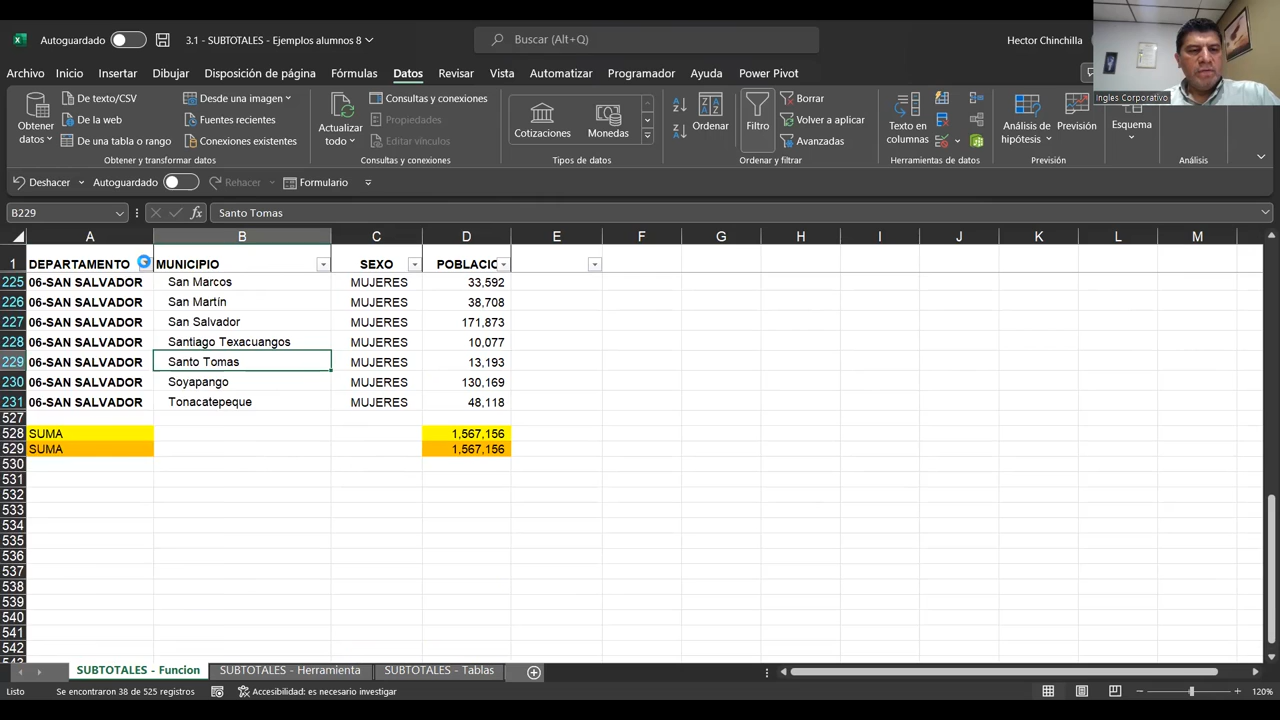 Autoguardado
3.1 - SUBTOTALES - Ejemplos alumnos 8
Buscar (Alt+Q)
Hector Chinchilla
Archivo Inicio Insertar Dibujar Disposición de página Fórmulas Datos Revisar Vista Automatizar Programador Ayuda Power Pivot
Ingles Corporativo
Obtener datos
De texto/CSV
De la web
De una tabla o rango
Desde una imagen
Fuentes recientes
Conexiones existentes
Obtener y transformar datos
Actualizar todo
Consultas y conexiones
Propiedades
Editar vínculos
Consultas y conexiones
Cotizaciones
Monedas
Tipos de datos
Ordenar
Filtro
Borrar
Volver a aplicar
Avanzadas
Ordenar y filtrar
Texto en columnas
Herramientas de datos
Análisis de hipótesis
Previsión
Previsión
Esquema
Análisis
Deshacer Autoguardado Rehacer Formulario
B229 fx Santo Tomas
A B C D E F G H I J K L M
1 DEPARTAMENTO MUNICIPIO SEXO POBLACIO
225 06-SAN SALVADOR San Marcos MUJERES 33,592
226 06-SAN SALVADOR San Martín MUJERES 38,708
227 06-SAN SALVADOR San Salvador MUJERES 171,873
228 06-SAN SALVADOR Santiago Texacuangos MUJERES 10,077
229 06-SAN SALVADOR Santo Tomas MUJERES 13,193
230 06-SAN SALVADOR Soyapango MUJERES 130,169
231 06-SAN SALVADOR Tonacatepeque MUJERES 48,118
527
528 SUMA 1,567,156
529 SUMA 1,567,156
530
531
532
533
534
535
536
537
538
539
540
541
542
SUBTOTALES - Funcion SUBTOTALES - Herramienta SUBTOTALES - Tablas
Listo Se encontraron 38 de 525 registros Accesibilidad: es necesario investigar 120%